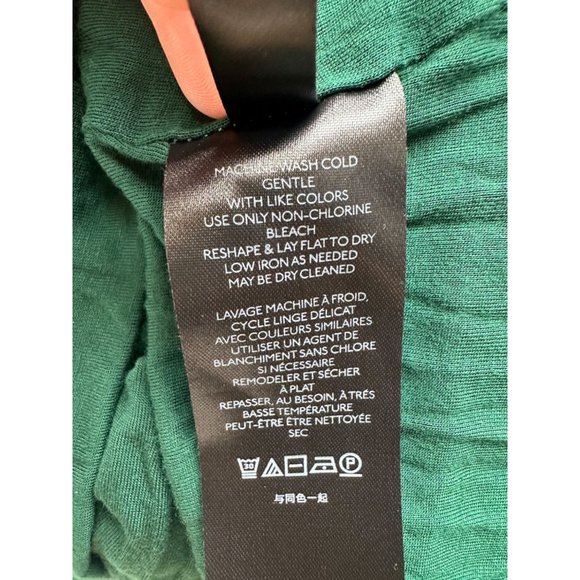 MACHINE WASH COLD
GENTLE
WITH LIKE COLORS
USE ONLY NON-CHLORINE
BLEACH
RESHAPE & LAY FLAT TO DRY
LOW IRON AS NEEDED
MAY BE DRY CLEANED
LAVAGE MACHINE À FROID,
CYCLE LINGE DÉLICAT
AVEC COULEURS SIMILAIRES
UTILISER UN AGENT DE
BLANCHIMENT SANS CHLORE
SI NÉCESSAIRE
REMODELER ET SÉCHER
À PLAT
REPASSER, AU BESOIN, À TRÉS
BASSE TEMPÉRATURE
PEUT-ÊTRE ÊTRE NETTOYÉE
SEC
30 P
与同色一起